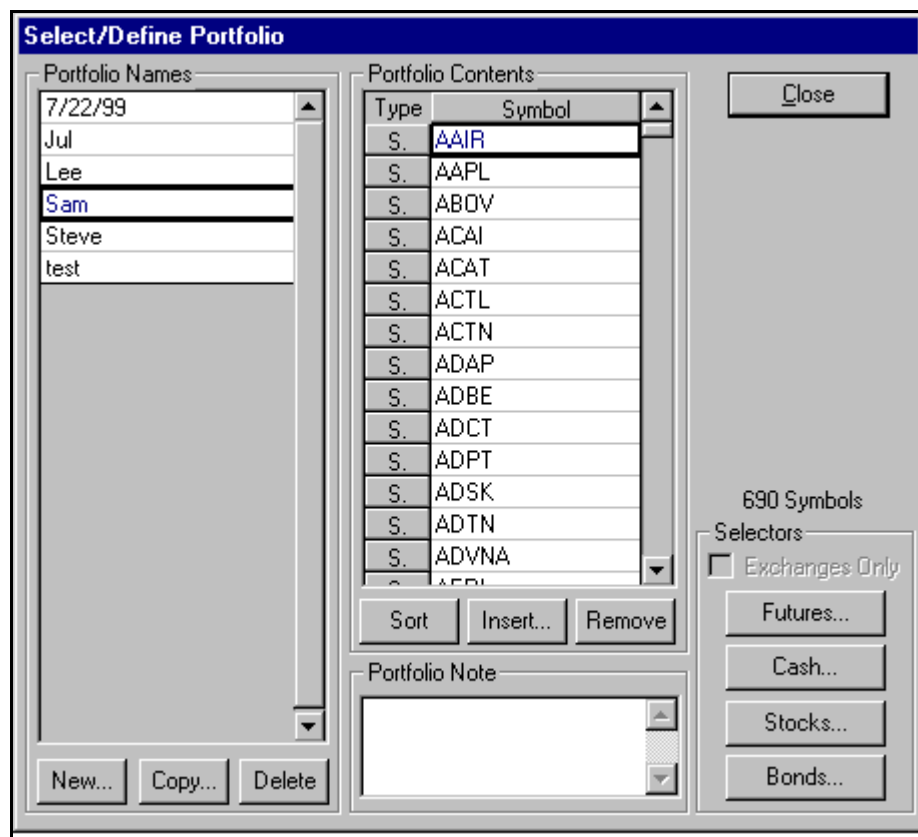 Select/Define Portfolio
Portfolio Names
7/22/99
Jul
Lee
Sam
Steve
test
New...
Copy...
Delete
Portfolio Contents
Type Symbol
S. AAIR
S. AAPL
S. ABOV
S. ACAI
S. ACAT
S. ACTL
S. ACTN
S. ADAP
S. ADBE
S. ADCT
S. ADPT
S. ADSK
S. ADTN
S. ADVNA
Sort
Insert...
Remove
Portfolio Note
Close
690 Symbols
Selectors
Exchanges Only
Futures...
Cash...
Stocks...
Bonds...